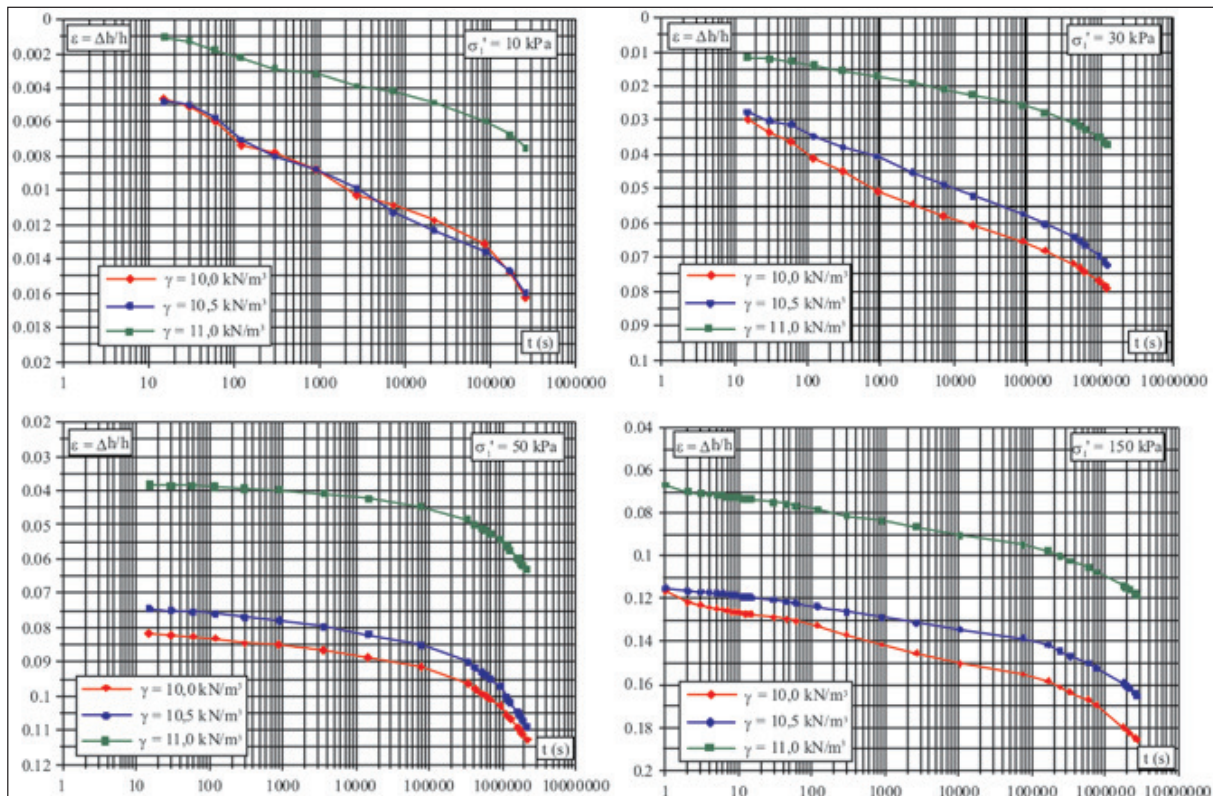 ε = Δh/h
σ₁' = 10 kPa
0
0.002
0.004
0.006
0.008
0.01
0.012
0.014
0.016
0.018
0.02
γ = 10,0 kN/m³
γ = 10,5 kN/m³
γ = 11,0 kN/m³
t (s)
1 10 100 1000 10000 100000 1000000
ε = Δh/h
σ₁' = 30 kPa
0
0.01
0.02
0.03
0.04
0.05
0.06
0.07
0.08
0.09
0.1
γ = 10,0 kN/m³
γ = 10,5 kN/m³
γ = 11,0 kN/m³
t (s)
1 10 100 1000 10000 100000 1000000 10000000
ε = Δh/h
σ₁' = 50 kPa
0.02
0.03
0.04
0.05
0.06
0.07
0.08
0.09
0.1
0.11
0.12
γ = 10,0 kN/m³
γ = 10,5 kN/m³
γ = 11,0 kN/m³
t (s)
1 10 100 1000 10000 100000 1000000 10000000
ε = Δh/h
σ₁' = 150 kPa
0.04
0.06
0.08
0.1
0.12
0.14
0.16
0.18
0.2
γ = 10,0 kN/m³
γ = 10,5 kN/m³
γ = 11,0 kN/m³
t (s)
1 10 100 1000 10000 100000 1000000 10000000